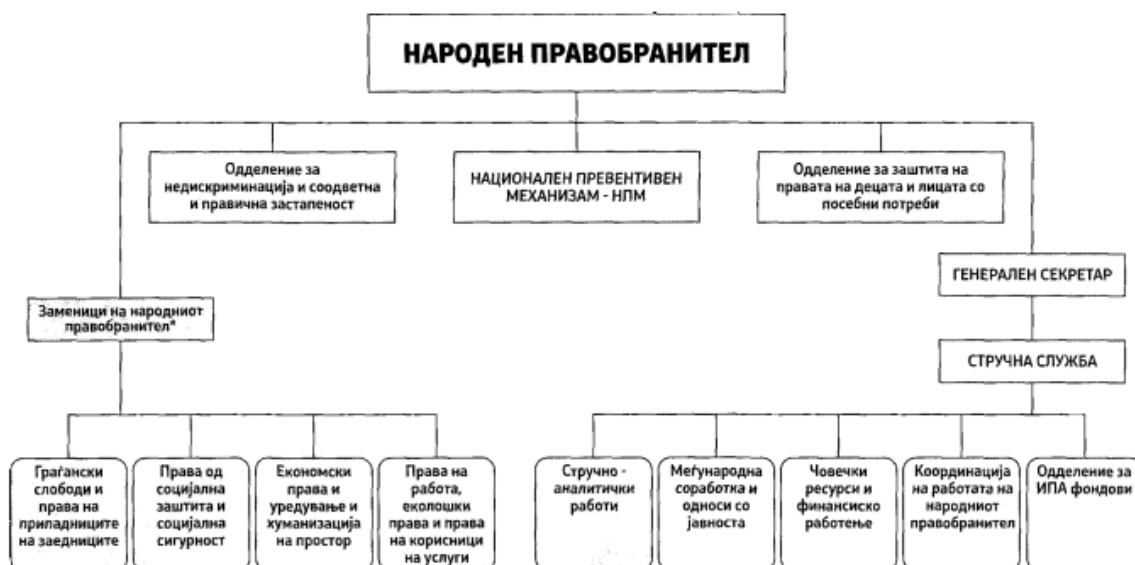 НАРОДЕН ПРАВОБРАНИТЕЛ
Одделение за
недискриминација и соодветна
и правична застапеност
НАЦИОНАЛЕН ПРЕВЕНТИВЕН
МЕХАНИЗАМ - НПМ
Одделение за заштита на
правата на децата и лицата со
посебни потреби
ГЕНЕРАЛЕН СЕКРЕТАР
Заменици на народниот
правобранител*
СТРУЧНА СЛУЖБА
Граѓански
слободи и
права на
припадниците
на заедниците
Права од
социјална
заштита и
социјална
сигурност
Економски
права и
уредување и
хуманизација
на простор
Права на
работа,
еколошки
права и права
на корисници
на услуги
Стручно -
аналитички
работи
Меѓународна
соработка и
односи со
јавноста
Човечки
ресурси и
финансиско
работење
Координација
на работата на
народниот
правобранител
Одделение за
ИПА фондови